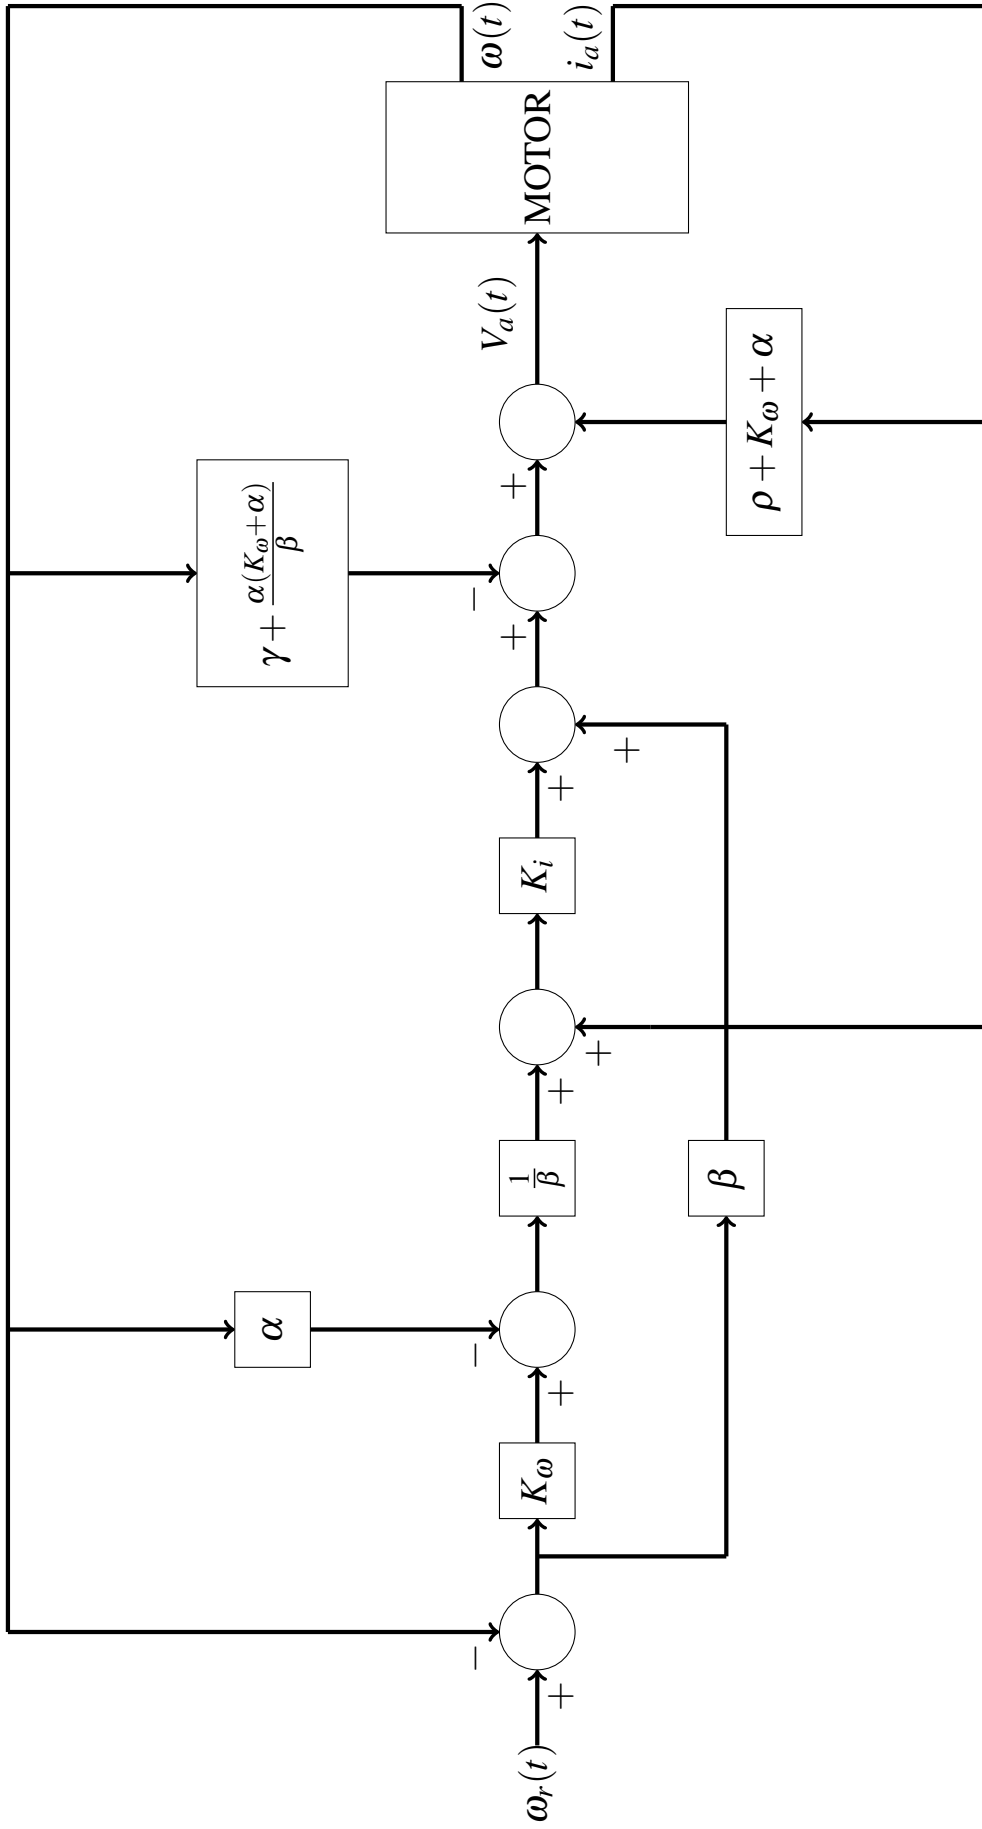 ω_r(t)
+
−
K_ω
+
−
α
1/β
β
+
+
K_i
+
+
+
−
γ + α(K_ω+α)/β
+
ρ + K_ω + α
V_a(t)
MOTOR
ω(t)
i_a(t)